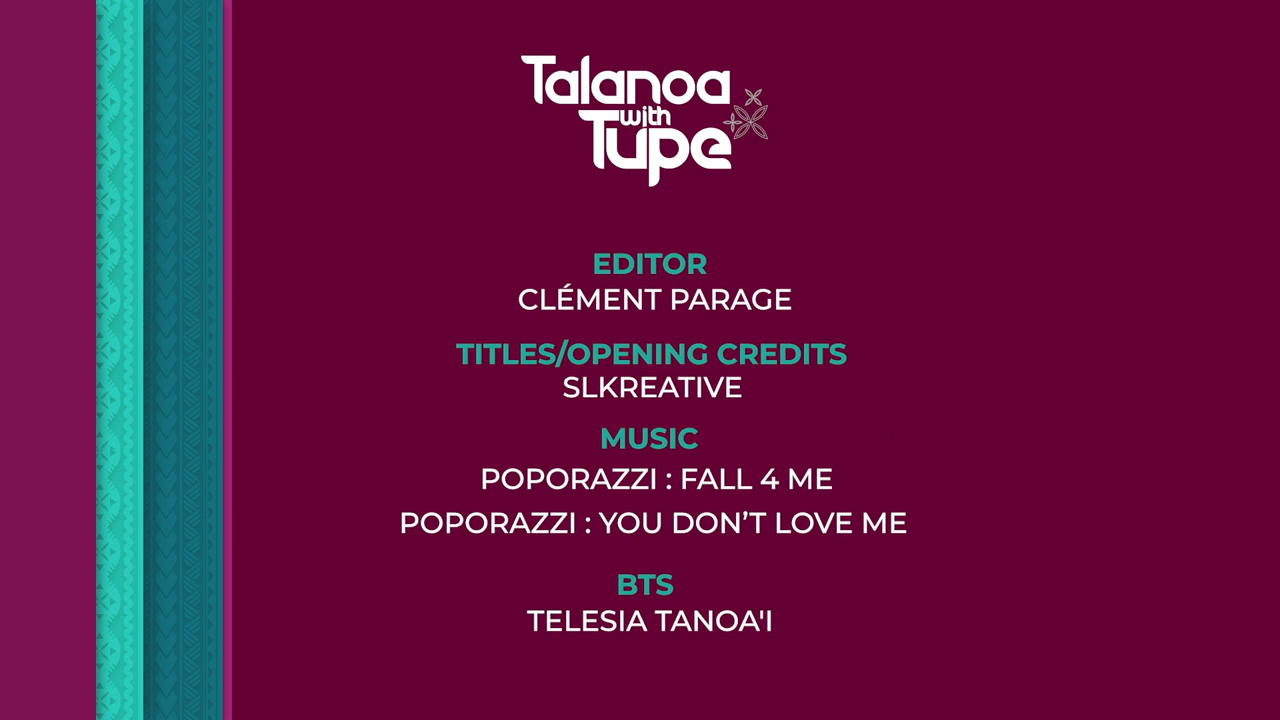 Talanoa
with
Tupe
EDITOR
CLÉMENT PARAGE
TITLES/OPENING CREDITS
SLKREATIVE
MUSIC
POPORAZZI : FALL 4 ME
POPORAZZI : YOU DON’T LOVE ME
BTS
TELESIA TANOA'I